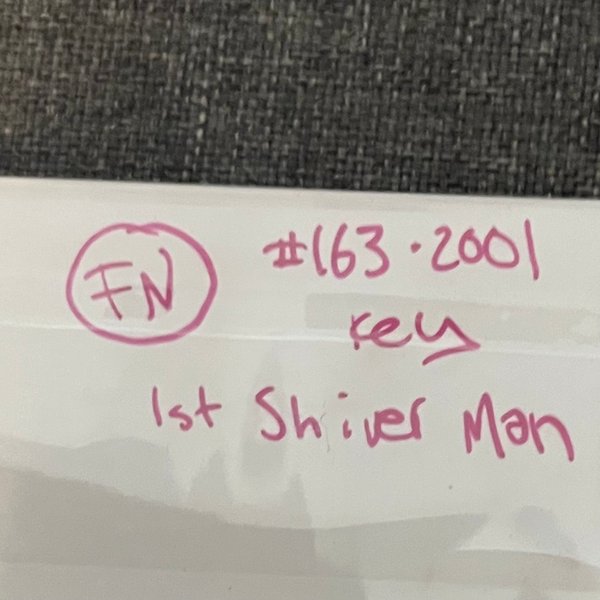 FN #163 · 2001
Key
1st Shiver Man